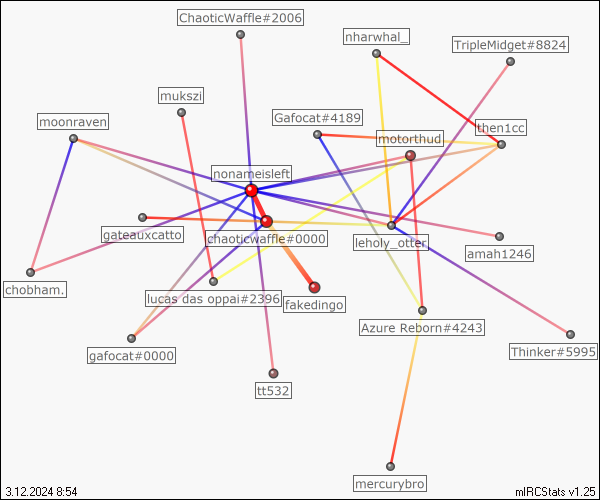 ChaoticWaffle#2006
nharwhal_
TripleMidget#8824
mukszi
moonraven
Gafocat#4189
then1cc
motorthud
nonameisleft
gateauxcatto
chaoticwaffle#0000
leholy_otter
amah1246
chobham.
lucas das oppai#2396
fakedingo
Azure Reborn#4243
gafocat#0000
Thinker#5995
tt532
mercurybro
3.12.2024 8:54
mIRCStats v1.25